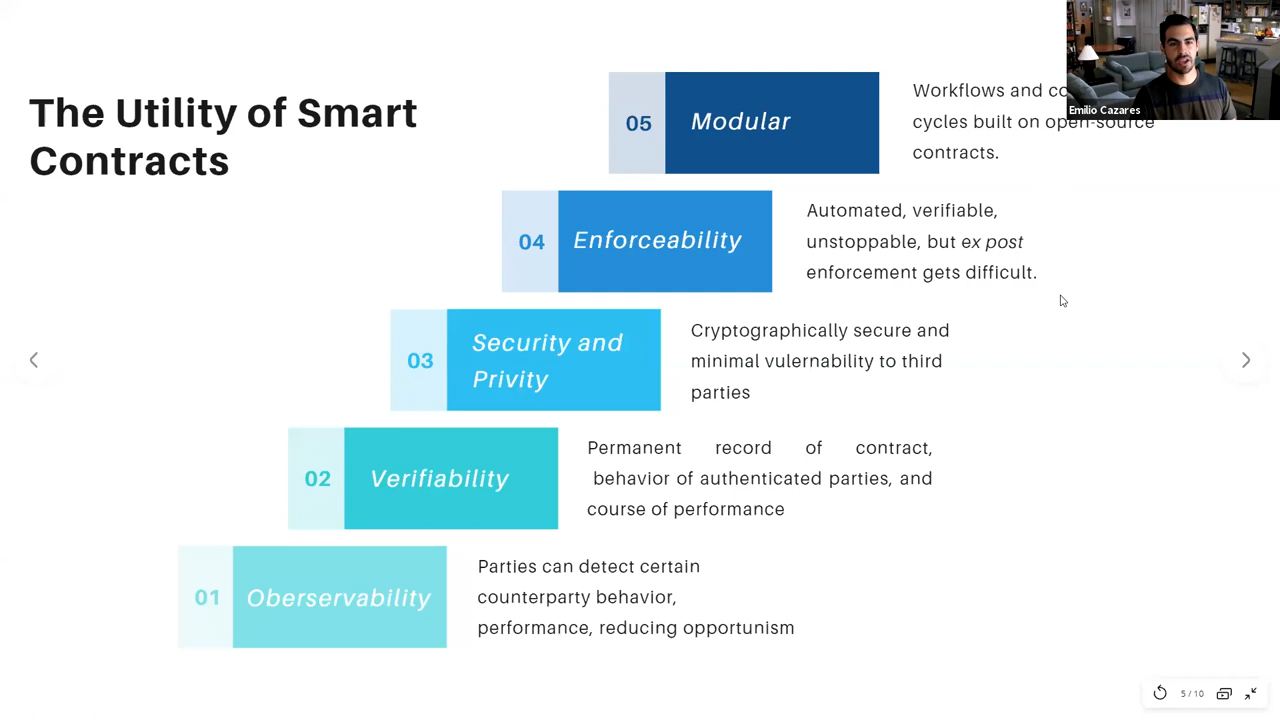 The Utility of Smart
Contracts
05
Modular
Workflows and
cycles built on open-source
contracts.
Emilio Cazares
04
Enforceability
Automated, verifiable,
unstoppable, but ex post
enforcement gets difficult.
03
Security and
Privity
Cryptographically secure and
minimal vulernability to third
parties
02
Verifiability
Permanent record of contract,
behavior of authenticated parties, and
course of performance
01
Oberservability
Parties can detect certain
counterparty behavior,
performance, reducing opportunism
5 / 10